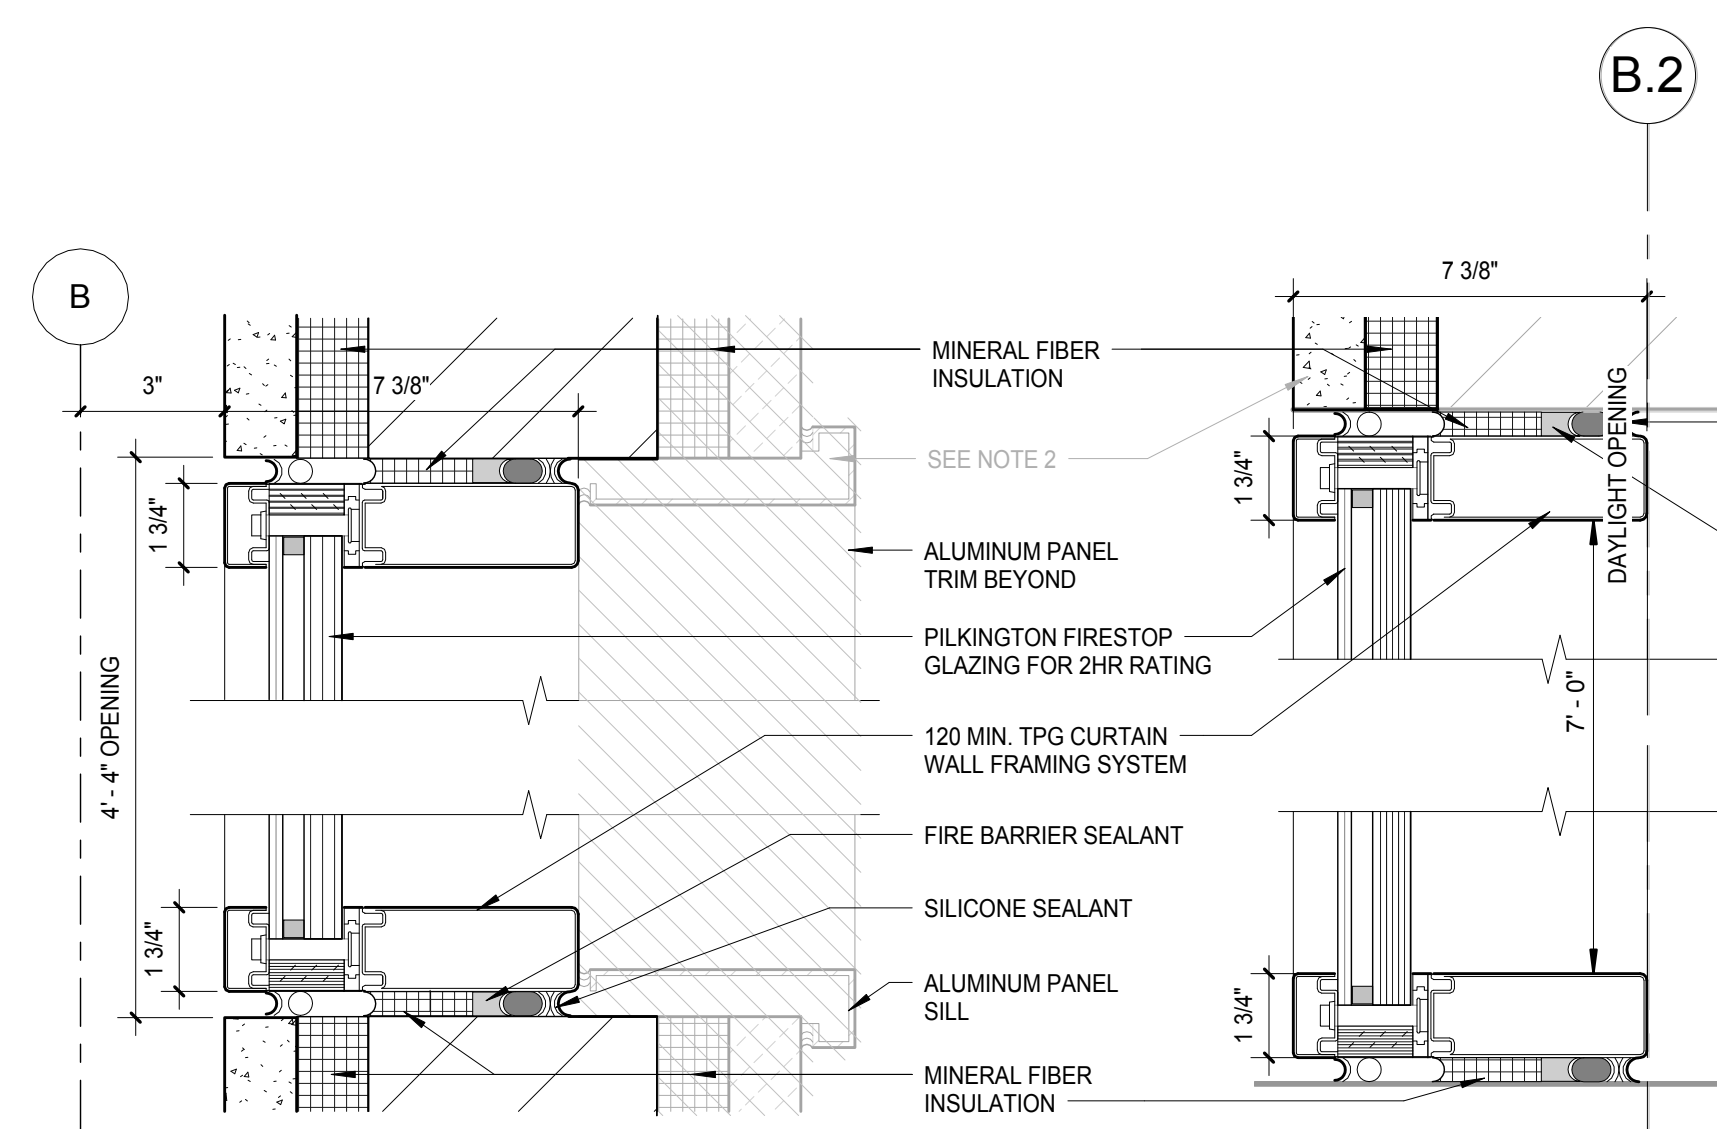 B.2
B
7 3/8"
3"
7 3/8"
MINERAL FIBER
INSULATION
SEE NOTE 2
1 3/4"
1 3/4"
DAYLIGHT OPENING
ALUMINUM PANEL
TRIM BEYOND
PILKINGTON FIRESTOP
GLAZING FOR 2HR RATING
4' - 4" OPENING
7' - 0"
120 MIN. TPG CURTAIN
WALL FRAMING SYSTEM
FIRE BARRIER SEALANT
SILICONE SEALANT
1 3/4"
1 3/4"
ALUMINUM PANEL
SILL
MINERAL FIBER
INSULATION